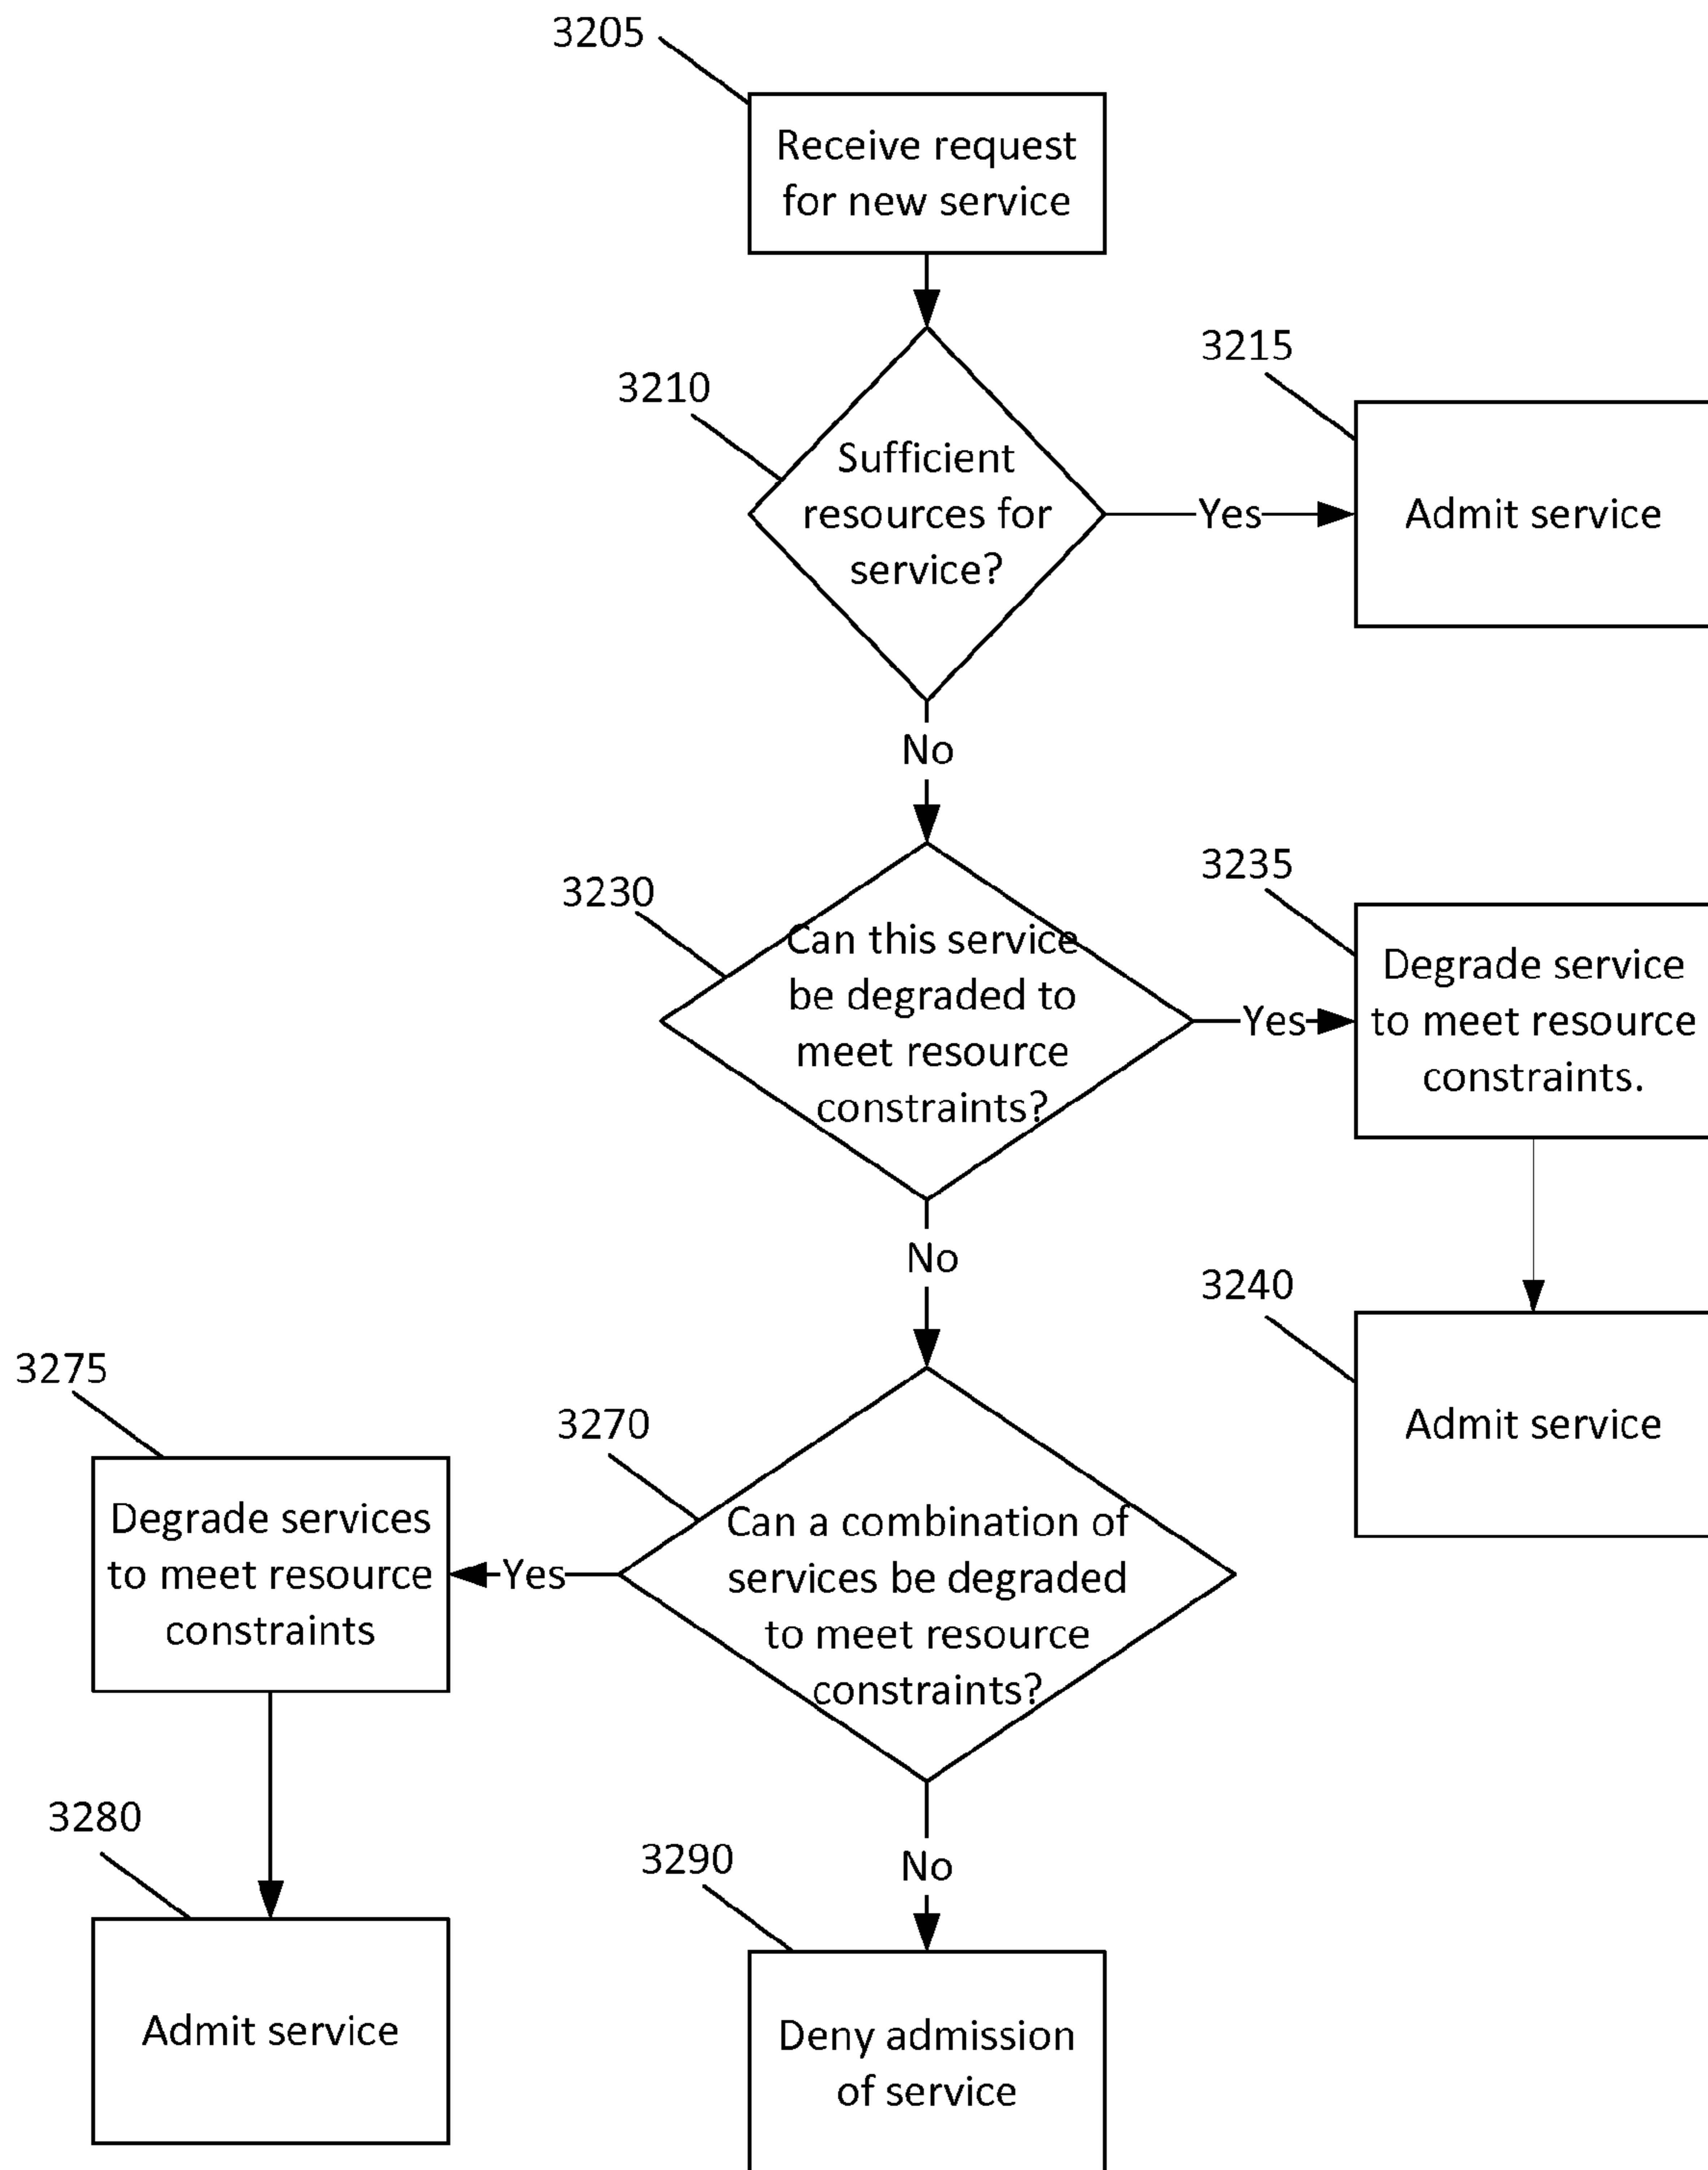 3205
Receive request
for new service
3210
Sufficient
resources for
service?
Yes
3215
Admit service
No
3230
Can this service
be degraded to
meet resource
constraints?
Yes
3235
Degrade service
to meet resource
constraints.
3240
Admit service
No
3270
Can a combination of
services be degraded
to meet resource
constraints?
Yes
3275
Degrade services
to meet resource
constraints
3280
Admit service
No
3290
Deny admission
of service